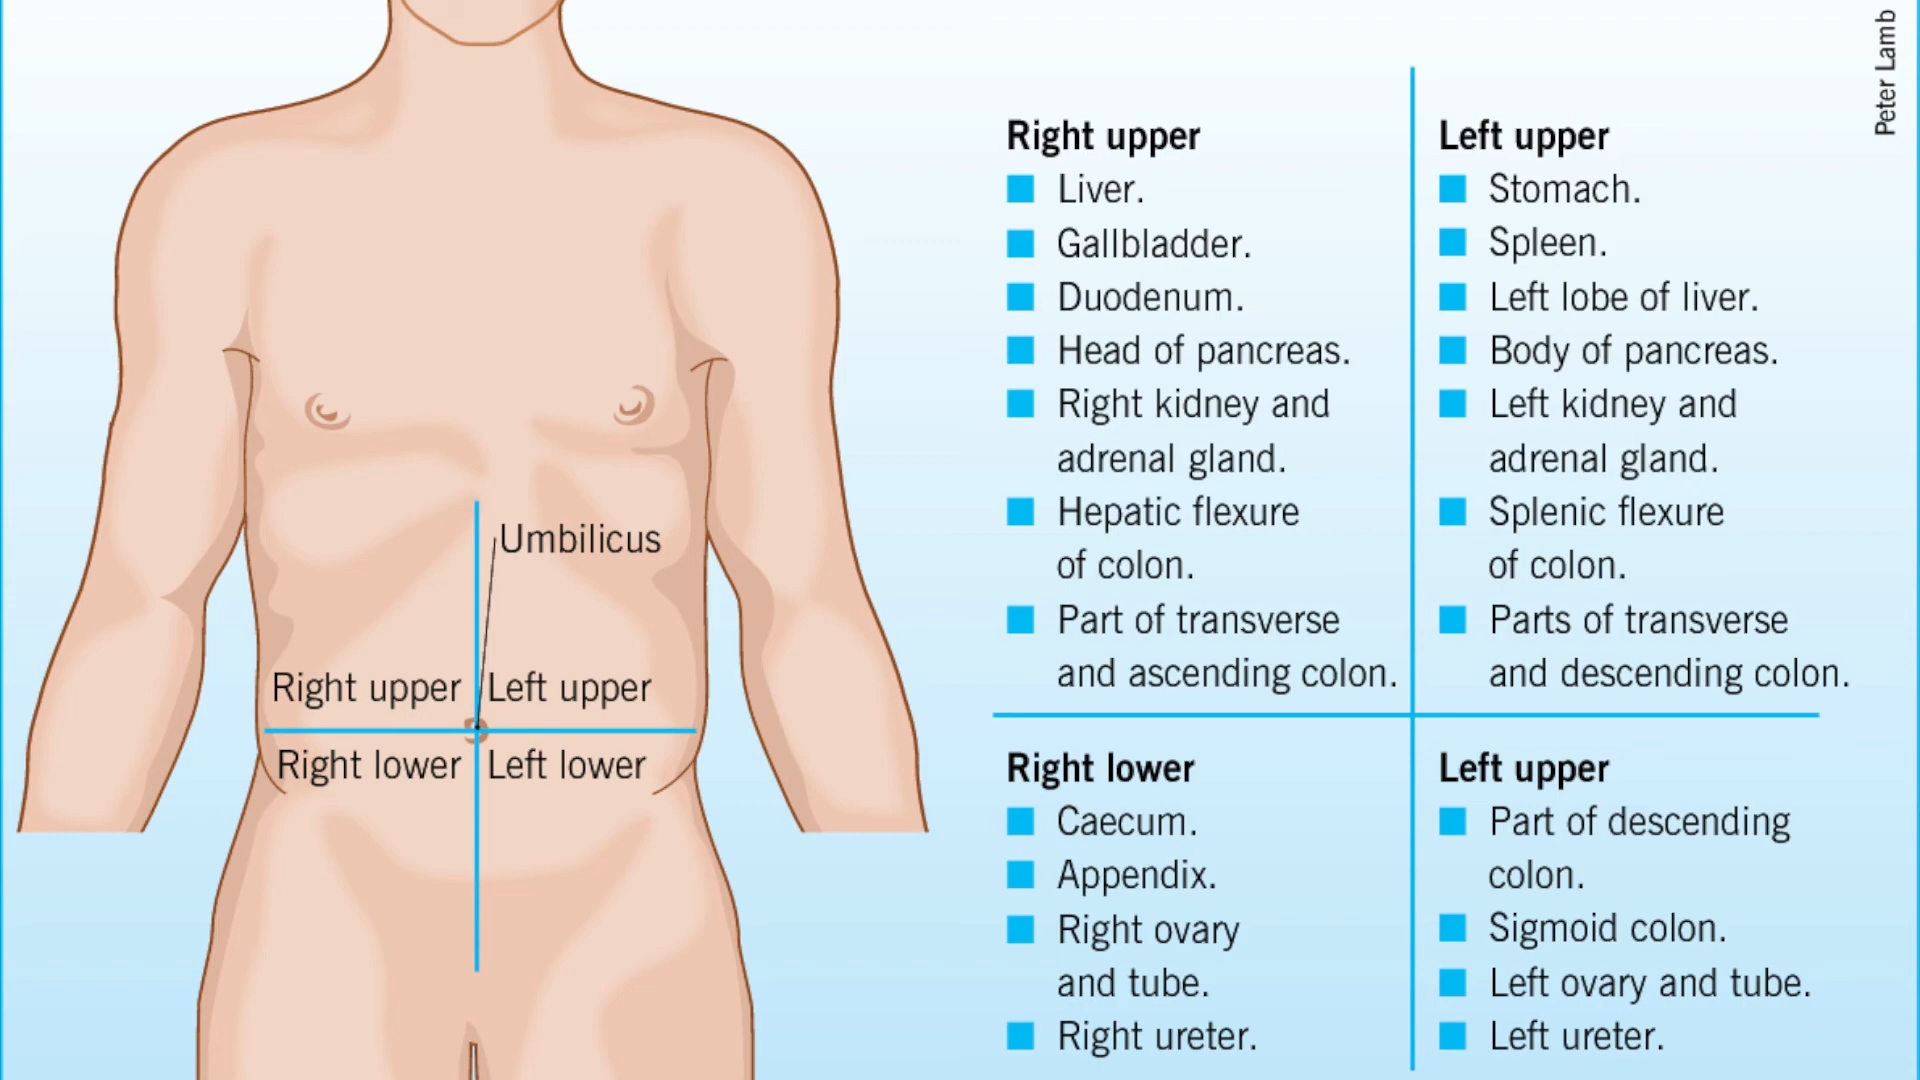 Peter Lamb
Umbilicus
Right upper
Left upper
Right lower
Left lower
Right upper
Liver.
Gallbladder.
Duodenum.
Head of pancreas.
Right kidney and
adrenal gland.
Hepatic flexure
of colon.
Part of transverse
and ascending colon.
Left upper
Stomach.
Spleen.
Left lobe of liver.
Body of pancreas.
Left kidney and
adrenal gland.
Splenic flexure
of colon.
Parts of transverse
and descending colon.
Right lower
Caecum.
Appendix.
Right ovary
and tube.
Right ureter.
Left upper
Part of descending
colon.
Sigmoid colon.
Left ovary and tube.
Left ureter.